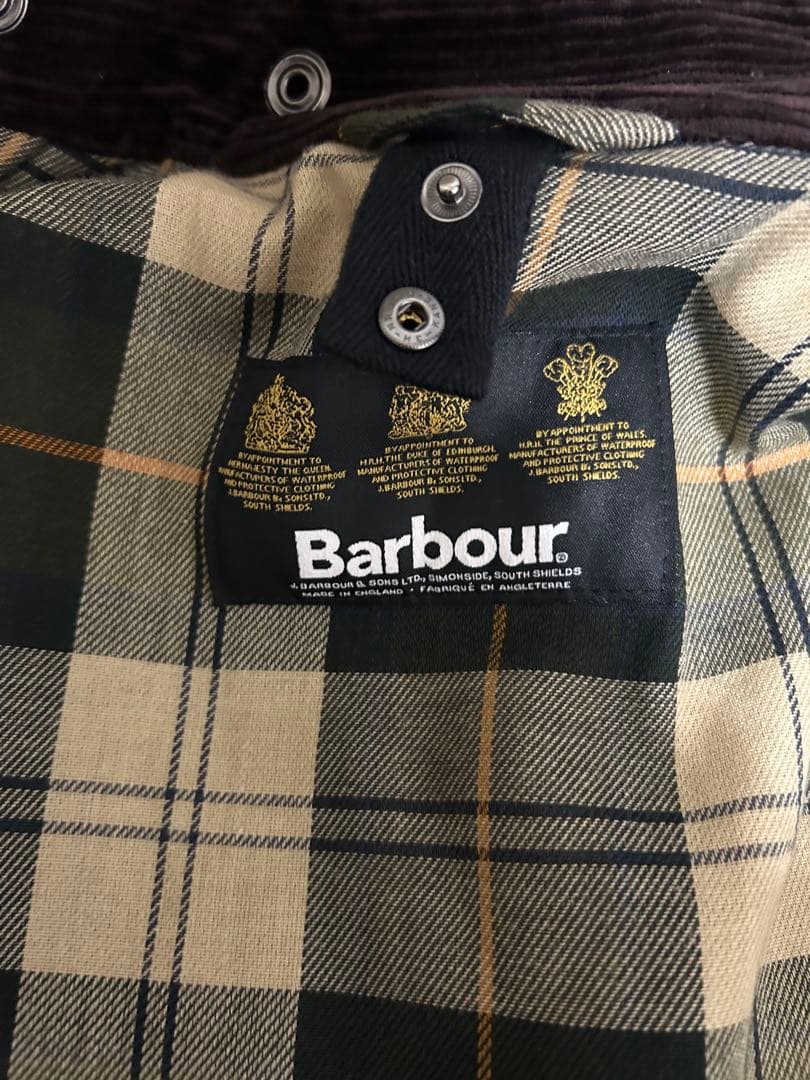 BY APPOINTMENT TO
HER MAJESTY THE QUEEN
MANUFACTURERS OF WATERPROOF
AND PROTECTIVE CLOTHING
J.BARBOUR & SONS LTD.,
SOUTH SHIELDS.
BY APPOINTMENT TO
H.R.H. THE DUKE OF EDINBURGH
MANUFACTURERS OF WATERPROOF
AND PROTECTIVE CLOTHING
J.BARBOUR & SONS LTD.,
SOUTH SHIELDS.
BY APPOINTMENT TO
H.R.H. THE PRINCE OF WALES.
MANUFACTURERS OF WATERPROOF
AND PROTECTIVE CLOTHING
J.BARBOUR & SONS LTD.,
SOUTH SHIELDS.
Barbour®
J. BARBOUR & SONS LTD., SIMONSIDE, SOUTH SHIELDS
MADE IN ENGLAND • FABRIQUÉ EN ANGLETERRE